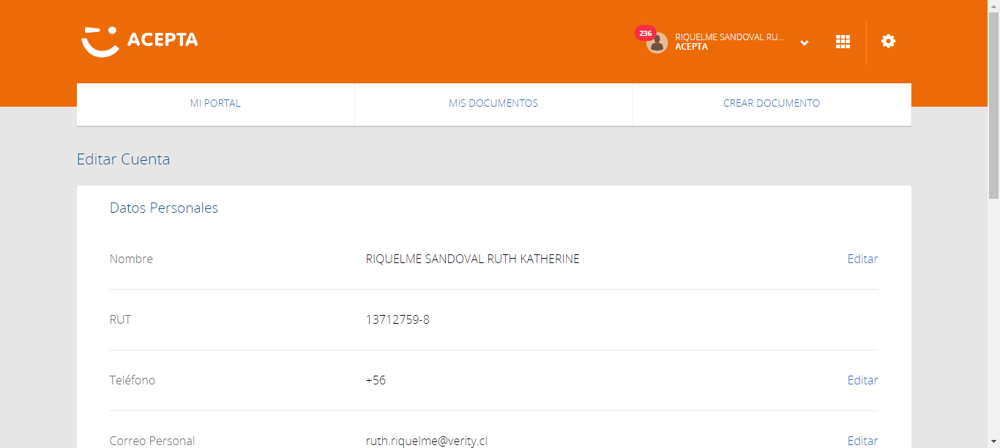 ACEPTA
236
RIQUELME SANDOVAL RU...
ACEPTA
MI PORTAL
MIS DOCUMENTOS
CREAR DOCUMENTO
Editar Cuenta
Datos Personales
Nombre RIQUELME SANDOVAL RUTH KATHERINE Editar
RUT 13712759-8
Teléfono +56 Editar
Correo Personal ruth.riquelme@verity.cl Editar